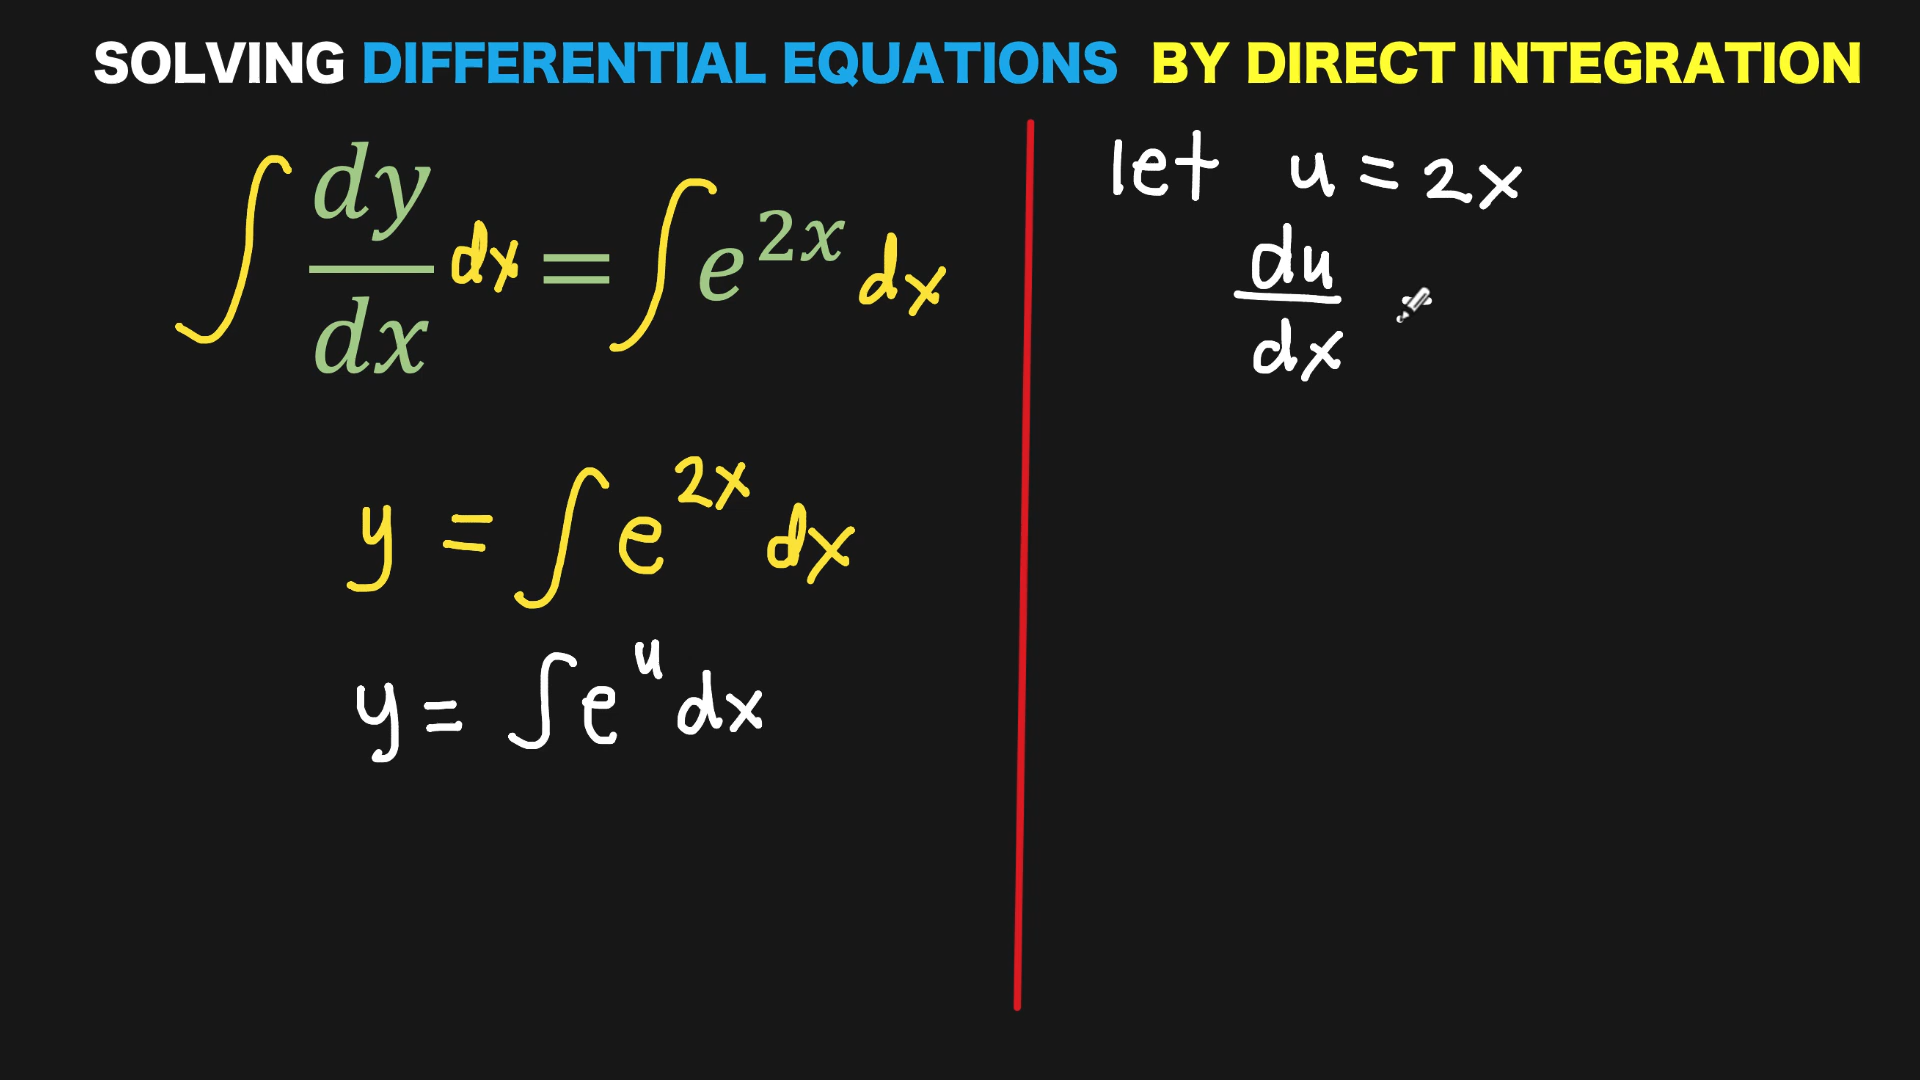 SOLVING DIFFERENTIAL EQUATIONS BY DIRECT INTEGRATION
∫ dy/dx dx = ∫ e^{2x} dx
y = ∫ e^{2x} dx
y = ∫ e^{u} dx
let u = 2x
du/dx